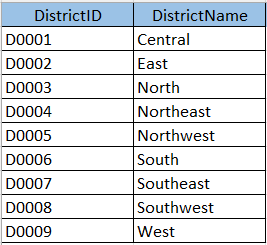 DistrictID DistrictName
D0001 Central
D0002 East
D0003 North
D0004 Northeast
D0005 Northwest
D0006 South
D0007 Southeast
D0008 Southwest
D0009 West